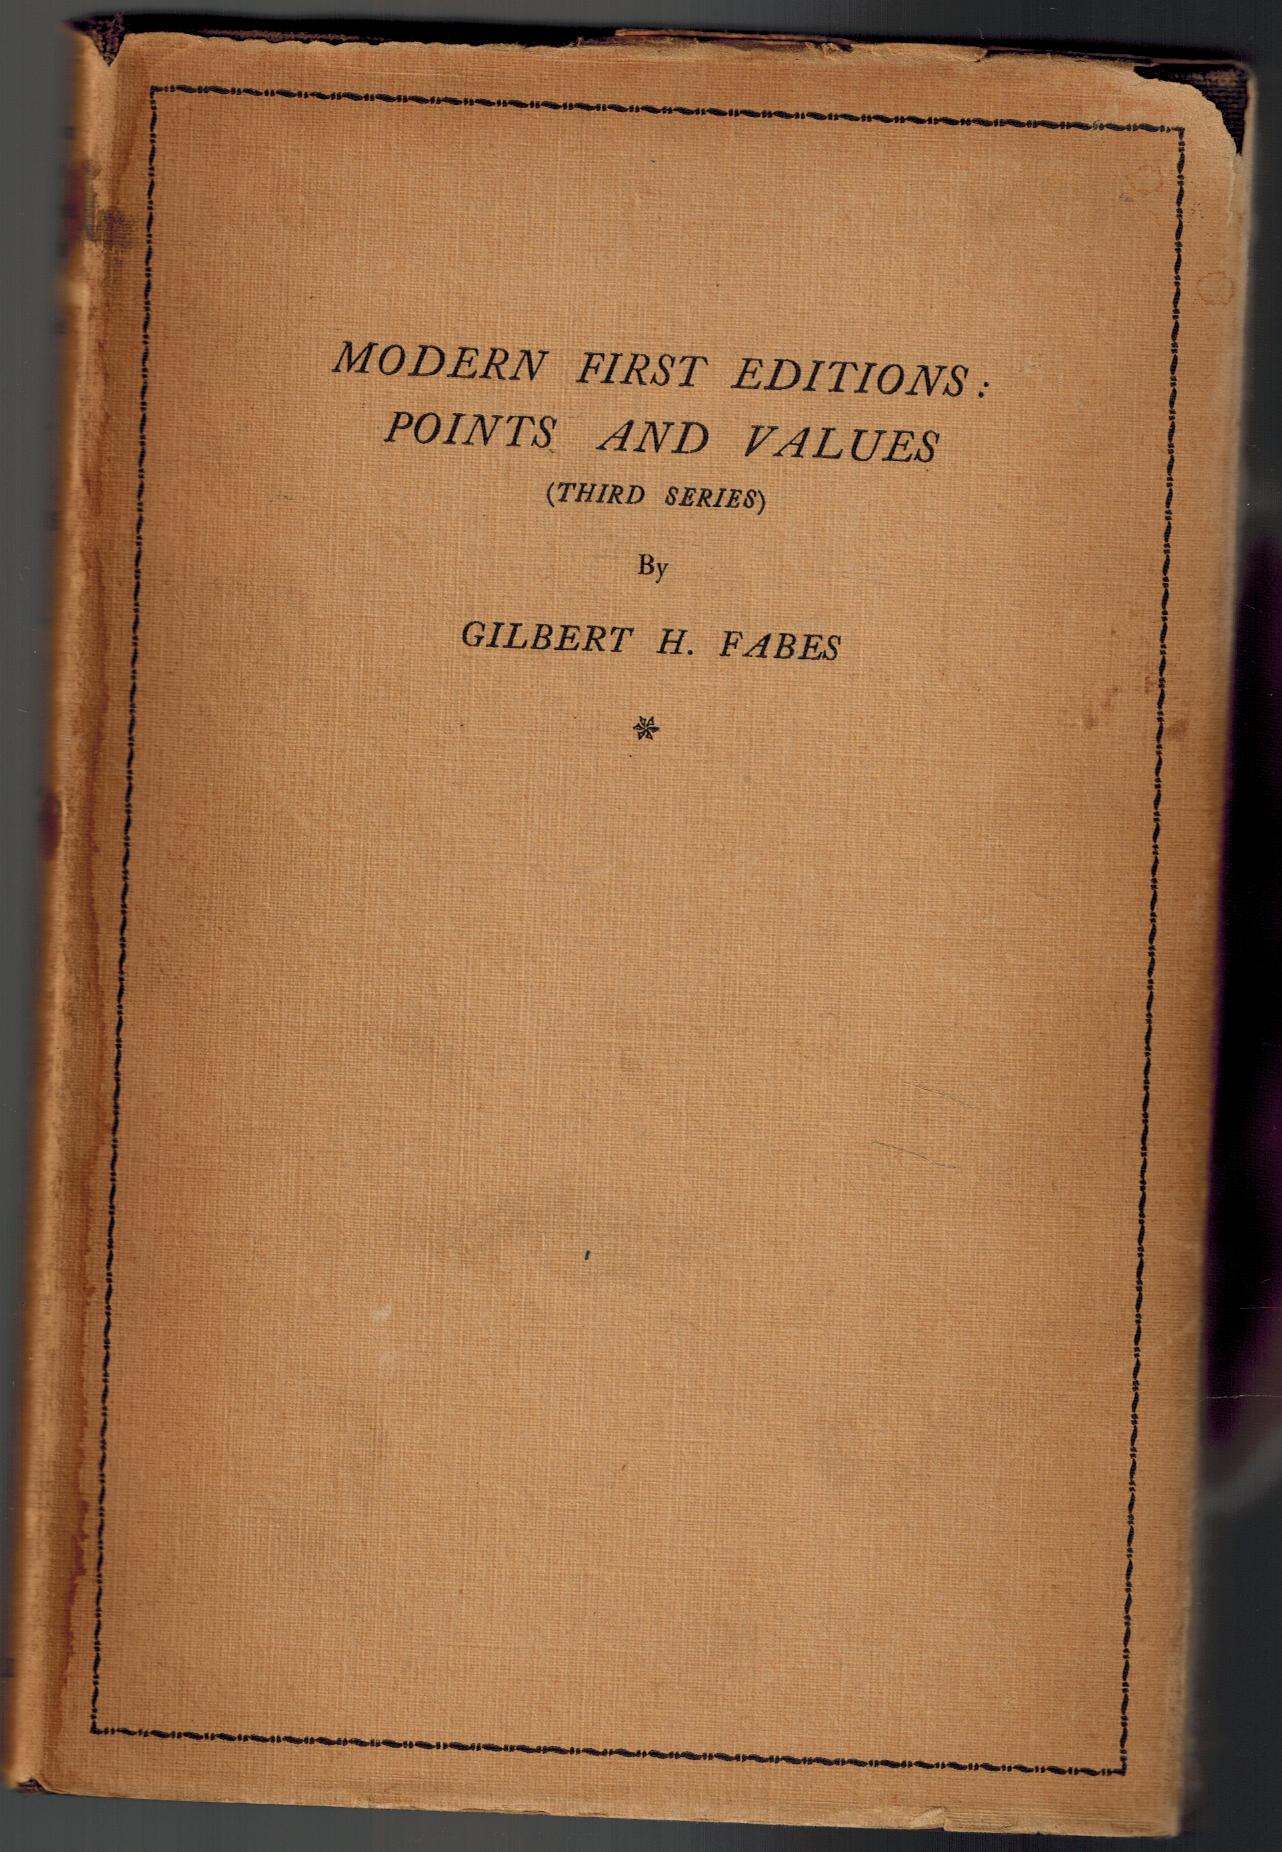 MODERN FIRST EDITIONS:
POINTS AND VALUES
(THIRD SERIES)
By
GILBERT H. FABES